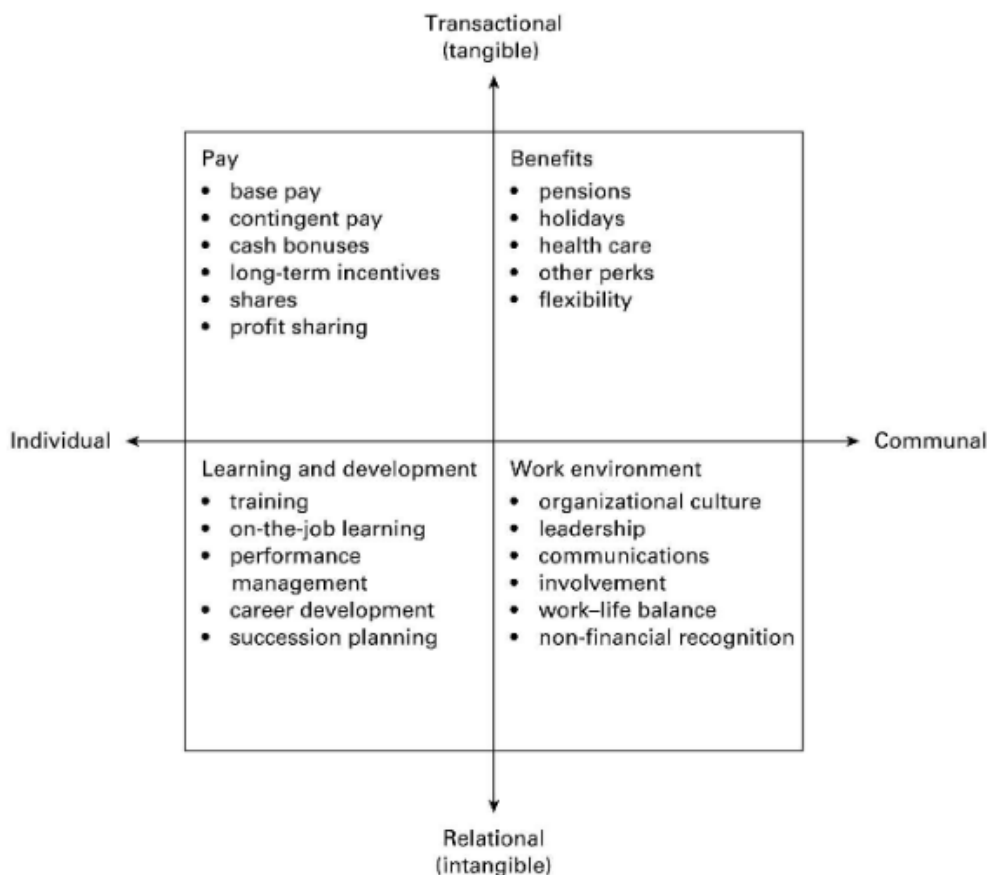 Transactional
(tangible)
Pay
• base pay
• contingent pay
• cash bonuses
• long-term incentives
• shares
• profit sharing
Benefits
• pensions
• holidays
• health care
• other perks
• flexibility
Individual
Communal
Learning and development
• training
• on-the-job learning
• performance
management
• career development
• succession planning
Work environment
• organizational culture
• leadership
• communications
• involvement
• work–life balance
• non-financial recognition
Relational
(intangible)